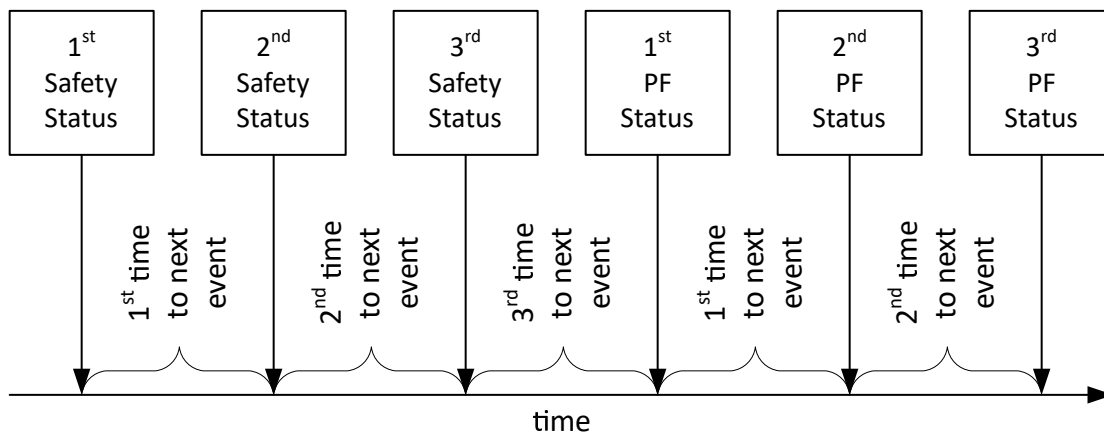 1st
Safety
Status
2nd
Safety
Status
3rd
Safety
Status
1st
PF
Status
2nd
PF
Status
3rd
PF
Status
1st time
to next
event
2nd time
to next
event
3rd time
to next
event
1st time
to next
event
2nd time
to next
event
time